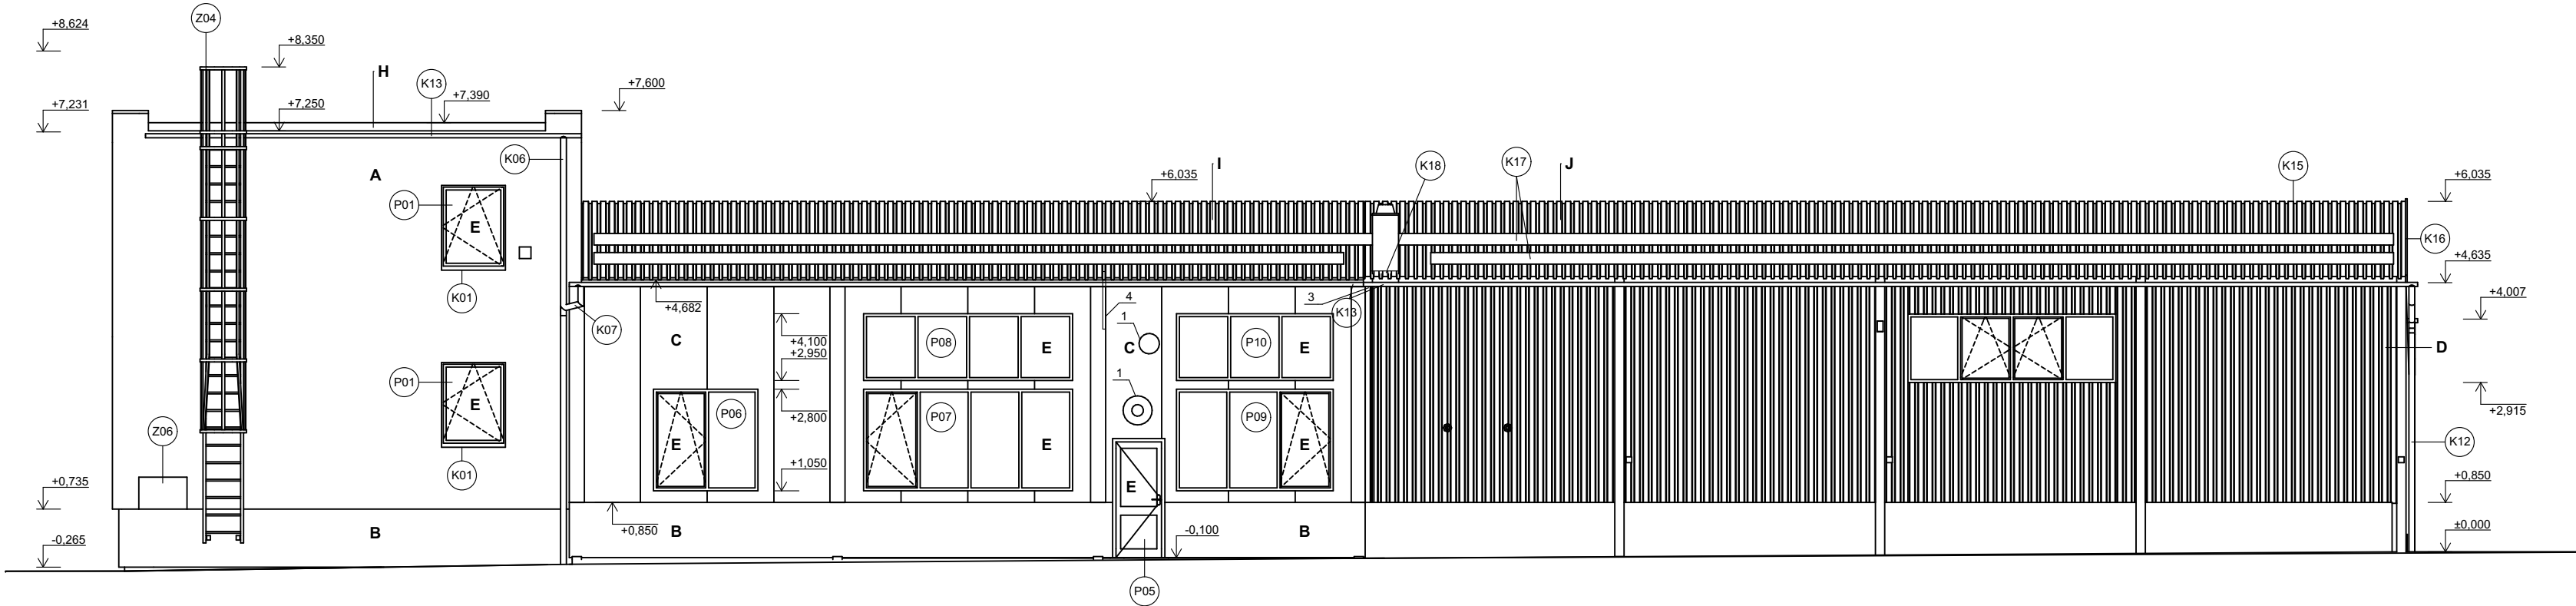 Z04
+8,624
+8,350
H
K13
+7,600
+7,390
+7,231
+7,250
K06
A
P01
E
K01
I
+6,035
K18
K17
J
K15
+6,035
K16
+4,635
+4,682
K07
4
3
K13
+4,007
C
+4,100
+2,950
P08
E
1
C
P10
E
D
P01
E
K01
1
P06
E
+2,800
P07
E
P09
E
+2,915
Z06
K12
+1,050
+0,735
E
+0,850
±0,000
+0,850
B
B
-0,100
B
-0,265
P05